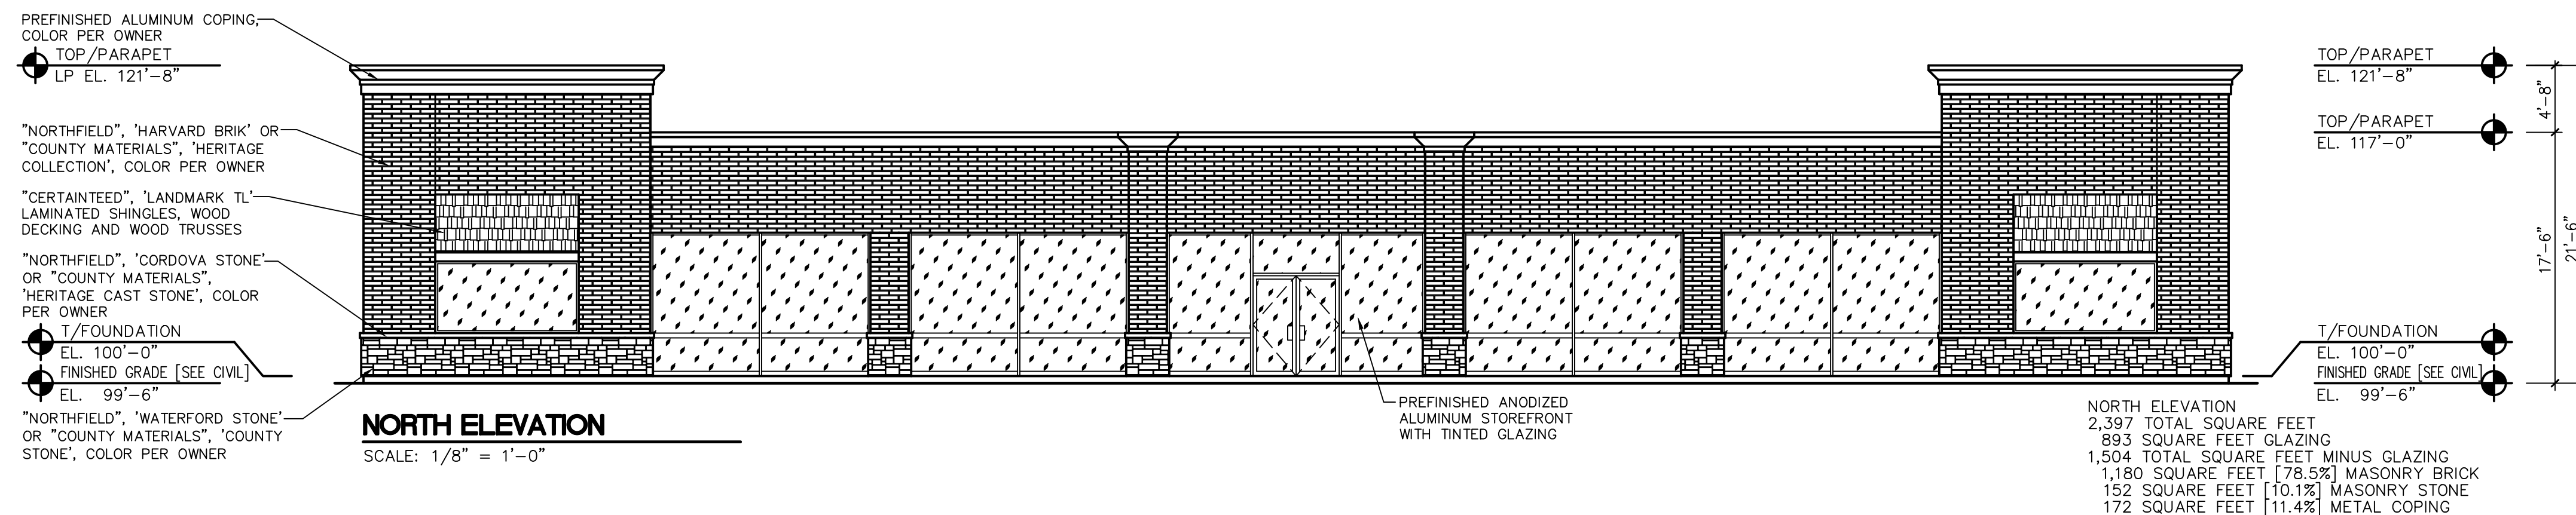 PREFINISHED ALUMINUM COPING,
COLOR PER OWNER
TOP/PARAPET
LP EL. 121'-8"
"NORTHFIELD", 'HARVARD BRIK' OR
"COUNTY MATERIALS", 'HERITAGE
COLLECTION', COLOR PER OWNER
"CERTAINTEED", 'LANDMARK TL'
LAMINATED SHINGLES, WOOD
DECKING AND WOOD TRUSSES
"NORTHFIELD", 'CORDOVA STONE'
OR "COUNTY MATERIALS",
'HERITAGE CAST STONE', COLOR
PER OWNER
T/FOUNDATION
EL. 100'-0"
FINISHED GRADE [SEE CIVIL]
EL. 99'-6"
"NORTHFIELD", 'WATERFORD STONE'
OR "COUNTY MATERIALS", 'COUNTY
STONE', COLOR PER OWNER
NORTH ELEVATION
SCALE: 1/8" = 1'-0"
PREFINISHED ANODIZED
ALUMINUM STOREFRONT
WITH TINTED GLAZING
TOP/PARAPET
EL. 121'-8"
TOP/PARAPET
EL. 117'-0"
T/FOUNDATION
EL. 100'-0"
FINISHED GRADE [SEE CIVIL]
EL. 99'-6"
4'-8"
17'-6"
21'-6"
NORTH ELEVATION
2,397 TOTAL SQUARE FEET
893 SQUARE FEET GLAZING
1,504 TOTAL SQUARE FEET MINUS GLAZING
1,180 SQUARE FEET [78.5%] MASONRY BRICK
152 SQUARE FEET [10.1%] MASONRY STONE
172 SQUARE FEET [11.4%] METAL COPING